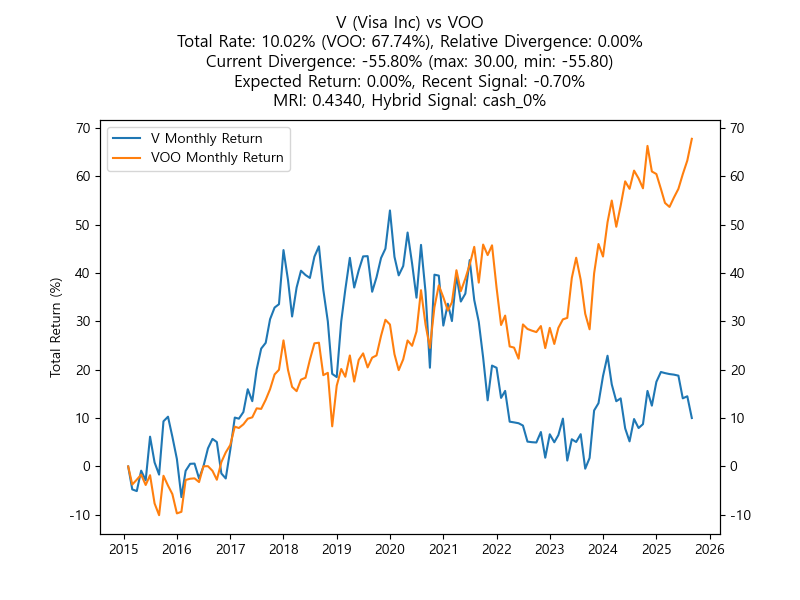 V (Visa Inc) vs VOO
Total Rate: 10.02% (VOO: 67.74%), Relative Divergence: 0.00%
Current Divergence: -55.80% (max: 30.00, min: -55.80)
Expected Return: 0.00%, Recent Signal: -0.70%
MRI: 0.4340, Hybrid Signal: cash_0%
V Monthly Return
VOO Monthly Return
Total Return (%)
70
60
50
40
30
20
10
0
-10
70
60
50
40
30
20
10
0
-10
2015 2016 2017 2018 2019 2020 2021 2022 2023 2024 2025 2026